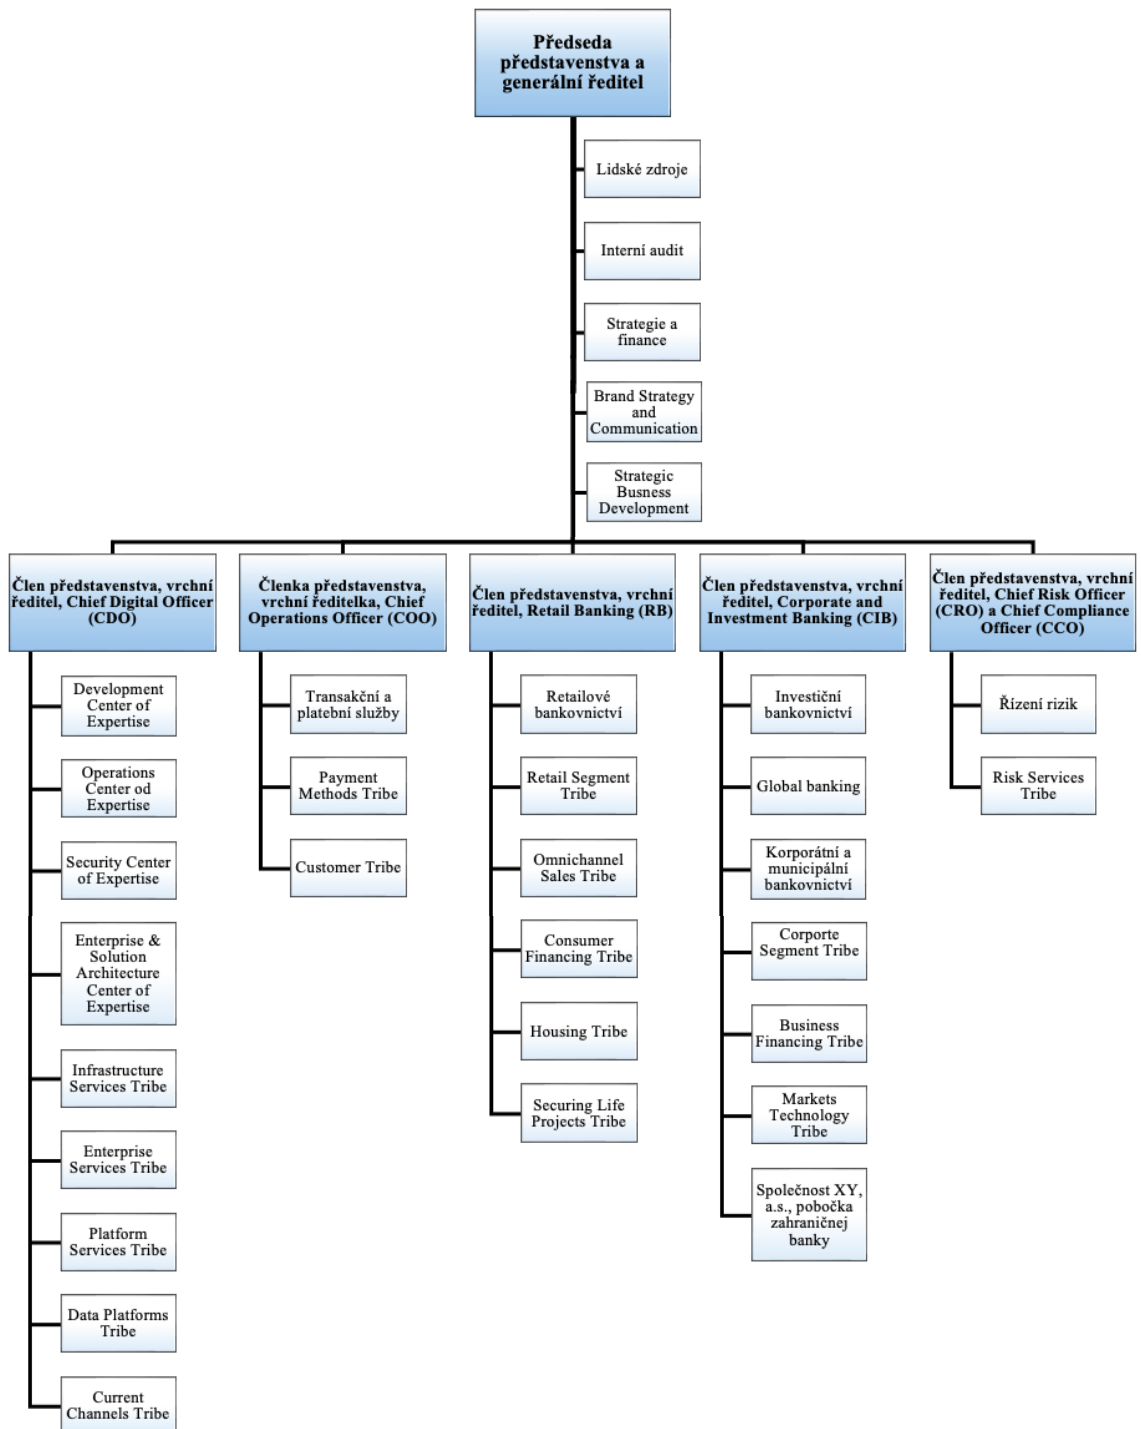 Předseda
představenstva a
generální ředitel
Lidské zdroje
Interní audit
Strategie a
finance
Brand Strategy
and
Communication
Strategic
Busness
Development
Člen představenstva, vrchní
ředitel, Chief Digital Officer
(CDO)
Development
Center of
Expertise
Operations
Center od
Expertise
Security Center
of Expertise
Enterprise &
Solution
Architecture
Center of
Expertise
Infrastructure
Services Tribe
Enterprise
Services Tribe
Platform
Services Tribe
Data Platforms
Tribe
Current
Channels Tribe
Členka představenstva,
vrchní ředitelka, Chief
Operations Officer (COO)
Transakční a
platební služby
Payment
Methods Tribe
Customer Tribe
Člen představenstva, vrchní
ředitel, Retail Banking (RB)
Retailové
bankovnictví
Retail Segment
Tribe
Omnichannel
Sales Tribe
Consumer
Financing Tribe
Housing Tribe
Securing Life
Projects Tribe
Člen představenstva, vrchní
ředitel, Corporate and
Investment Banking (CIB)
Investiční
bankovnictví
Global banking
Korporátní a
municipální
bankovnictví
Corporte
Segment Tribe
Business
Financing Tribe
Markets
Technology
Tribe
Společnost XY,
a.s., pobočka
zahraničnej
banky
Člen představenstva, vrchní
ředitel, Chief Risk Officer
(CRO) a Chief Compliance
Officer (CCO)
Řízení rizik
Risk Services
Tribe